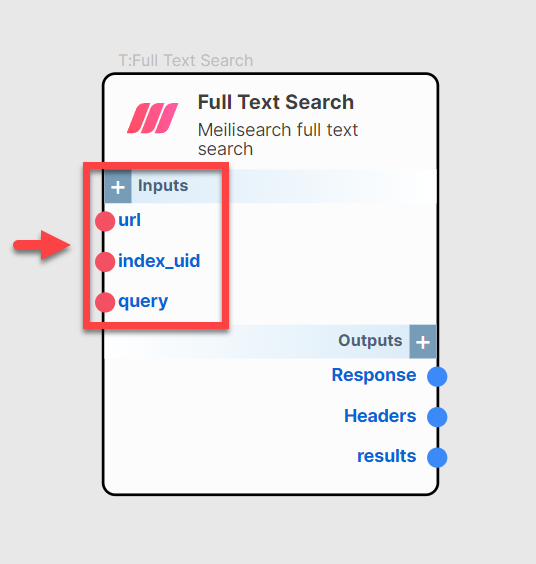 T:Full Text Search
Full Text Search
Meilisearch full text
search
+ Inputs
url
index_uid
query
Outputs +
Response
Headers
results